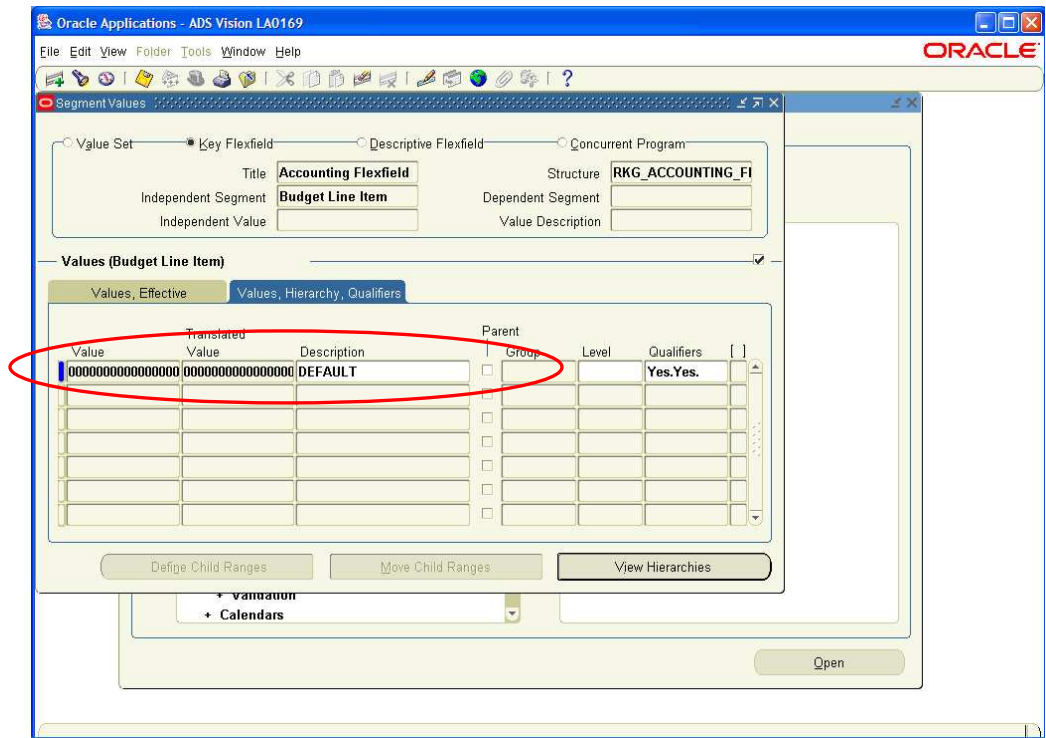 Oracle Applications - ADS Vision LA0169
File Edit View Folder Tools Window Help
ORACLE
Segment Values
Value Set Key Flexfield Descriptive Flexfield Concurrent Program
Title Accounting Flexfield Structure RKG_ACCOUNTING_FI
Independent Segment Budget Line Item Dependent Segment
Independent Value Value Description
Values (Budget Line Item)
Values, Effective Values, Hierarchy, Qualifiers
Translated Parent
Value Value Description Group Level Qualifiers [ ]
0000000000000000 0000000000000000 DEFAULT Yes.Yes.
Define Child Ranges Move Child Ranges View Hierarchies
+ Validation
+ Calendars
Open